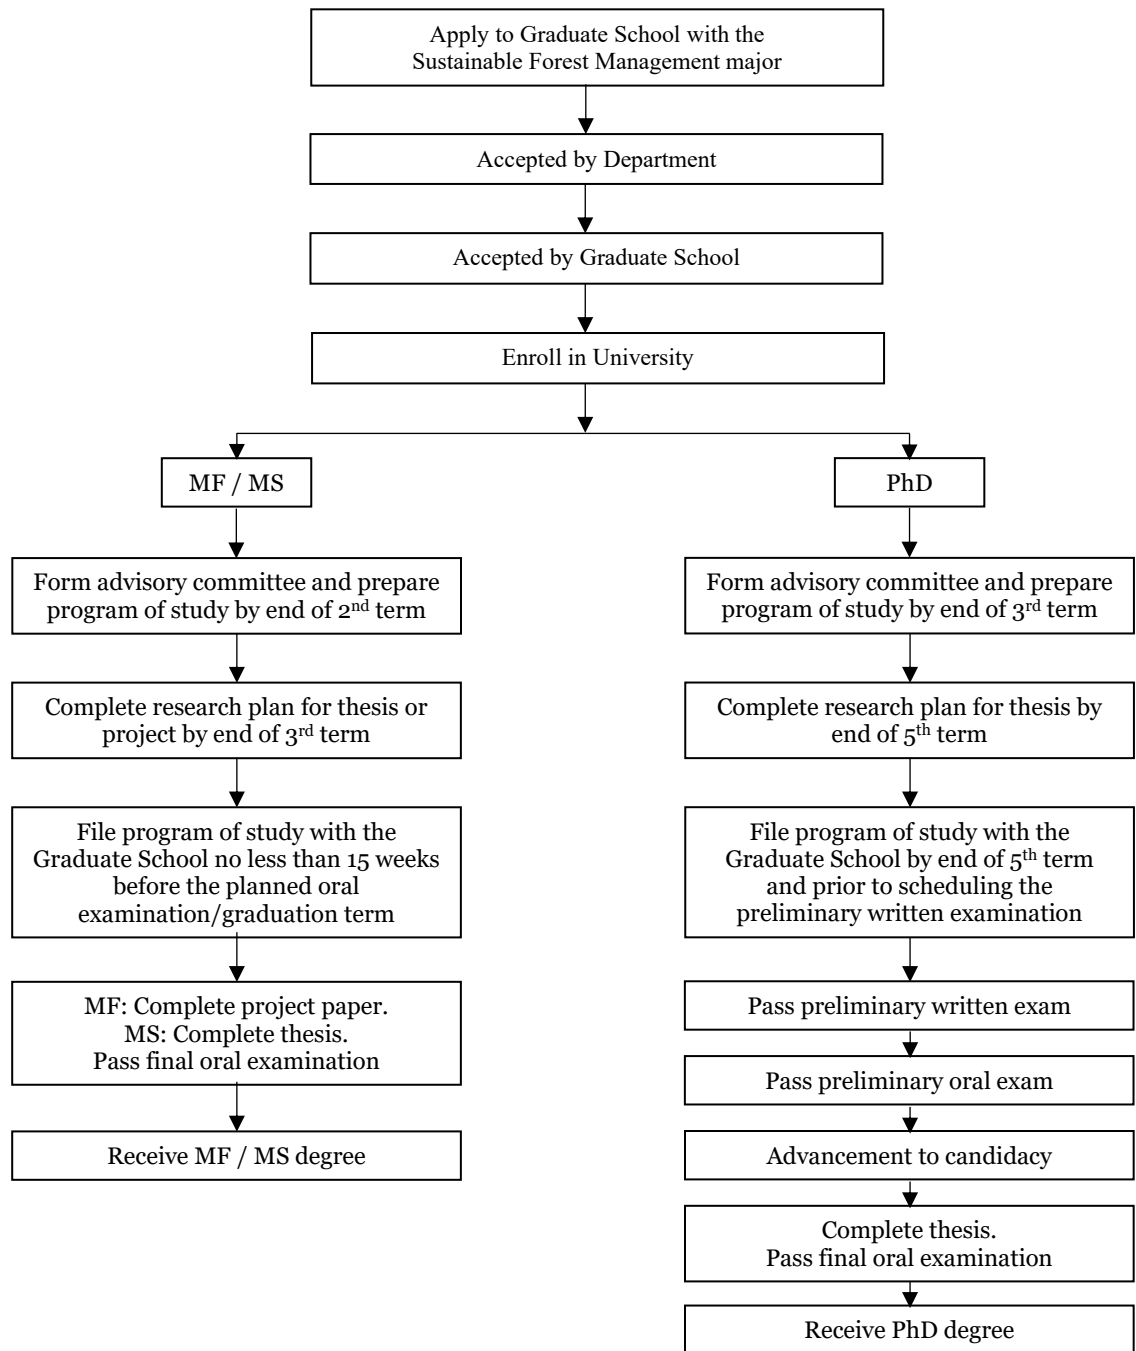 Apply to Graduate School with the
Sustainable Forest Management major
Accepted by Department
Accepted by Graduate School
Enroll in University
MF / MS
Form advisory committee and prepare
program of study by end of 2nd term
Complete research plan for thesis or
project by end of 3rd term
File program of study with the
Graduate School no less than 15 weeks
before the planned oral
examination/graduation term
MF: Complete project paper.
MS: Complete thesis.
Pass final oral examination
Receive MF / MS degree
PhD
Form advisory committee and prepare
program of study by end of 3rd term
Complete research plan for thesis by
end of 5th term
File program of study with the
Graduate School by end of 5th term
and prior to scheduling the
preliminary written examination
Pass preliminary written exam
Pass preliminary oral exam
Advancement to candidacy
Complete thesis.
Pass final oral examination
Receive PhD degree